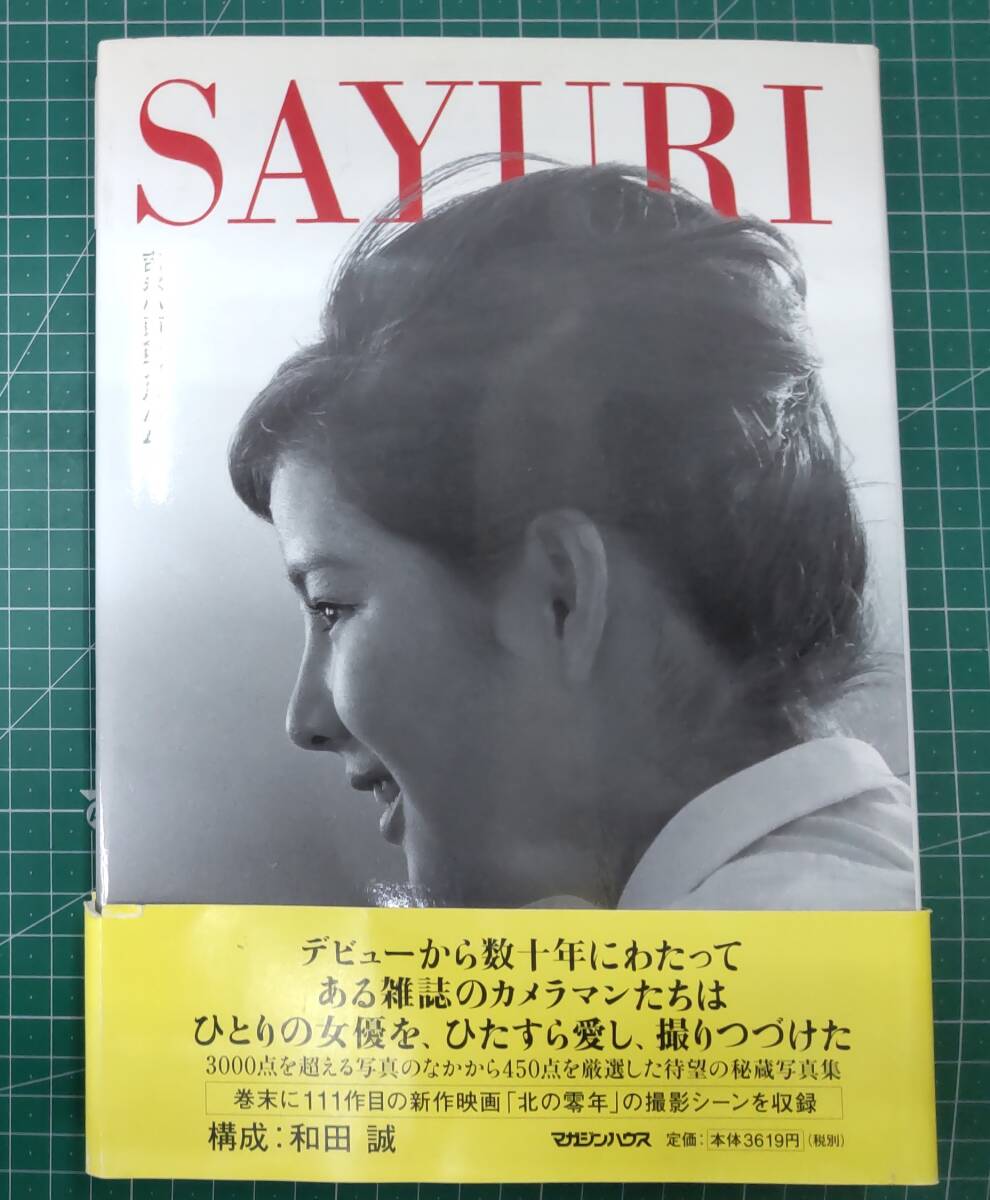 SAYURI
デビューから数十年にわたって
ある雑誌のカメラマンたちは
ひとりの女優を、ひたすら愛し、撮りつづけた
3000点を超える写真のなかから450点を厳選した待望の秘蔵写真集
巻末に111作目の新作映画「北の零年」の撮影シーンを収録
構成：和田 誠
マガジンハウス 定価：本体3619円（税別）